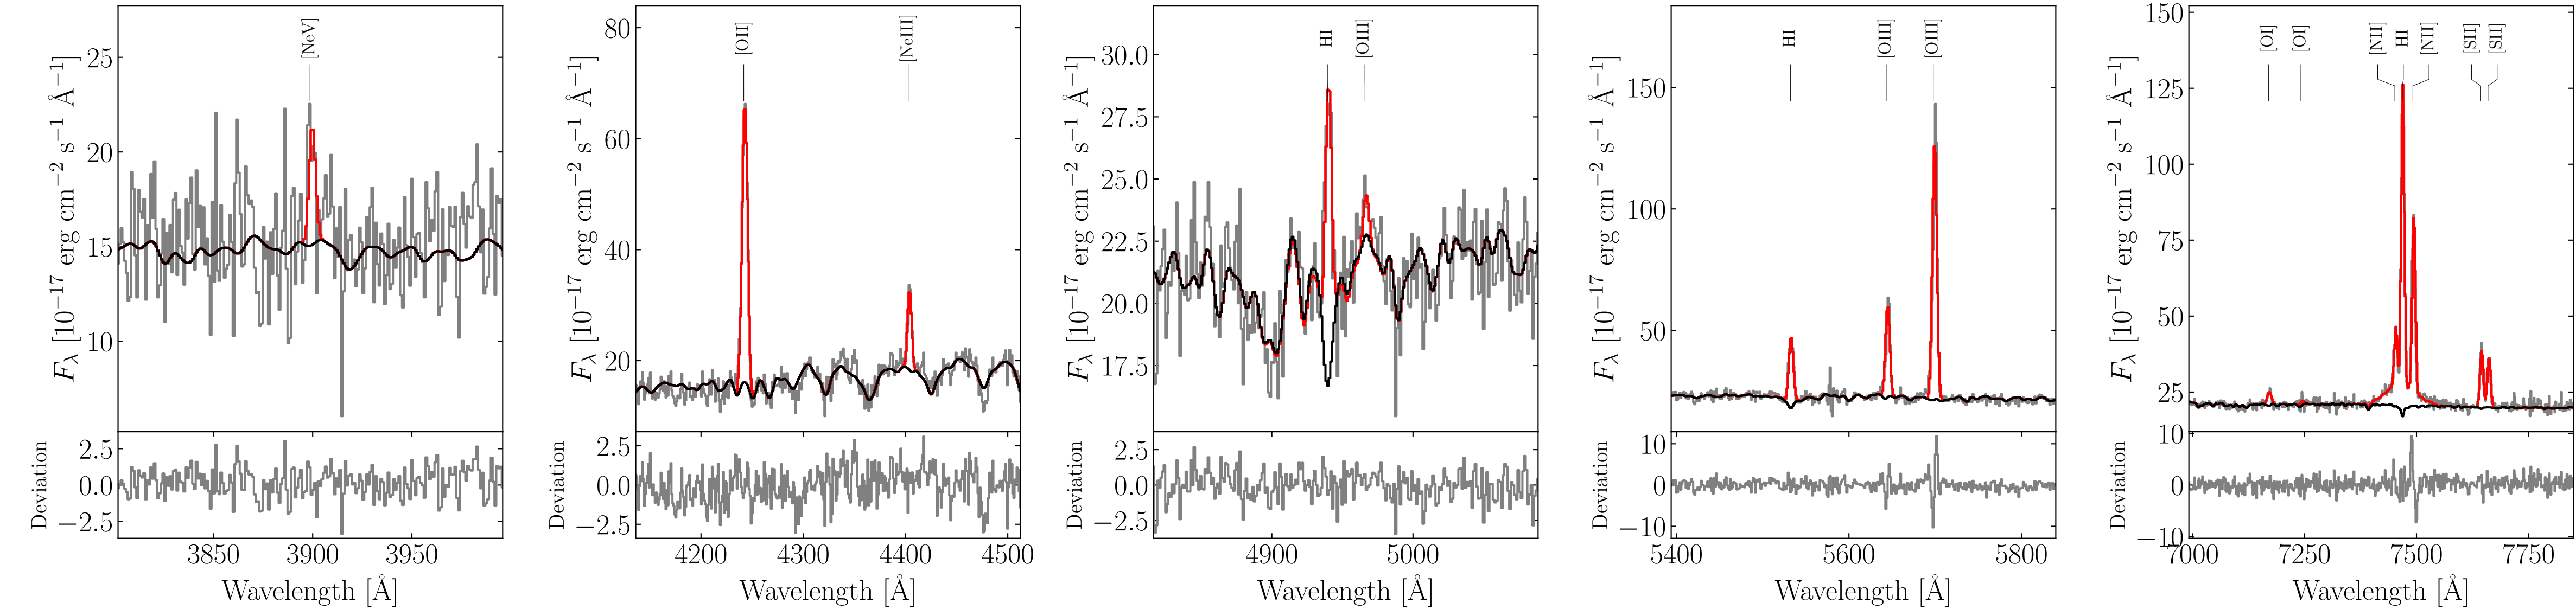 [NeV]
25
20
15
10
F_λ [10^−17 erg cm^−2 s^−1 Å^−1]
2.5
0.0
−2.5
Deviation
3850 3900 3950
Wavelength [Å]
[OII] [NeIII]
80
60
40
20
F_λ [10^−17 erg cm^−2 s^−1 Å^−1]
2.5
0.0
−2.5
Deviation
4200 4300 4400 4500
Wavelength [Å]
HI [OIII]
30.0
27.5
25.0
22.5
20.0
17.5
F_λ [10^−17 erg cm^−2 s^−1 Å^−1]
2.5
0.0
−2.5
Deviation
4900 5000
Wavelength [Å]
HI [OIII] [OIII]
150
100
50
F_λ [10^−17 erg cm^−2 s^−1 Å^−1]
10
0
−10
Deviation
5400 5600 5800
Wavelength [Å]
[OI] [OI] [NII] HI [NII] [SII] [SII]
150
125
100
75
50
25
F_λ [10^−17 erg cm^−2 s^−1 Å^−1]
10
0
−10
Deviation
7000 7250 7500 7750
Wavelength [Å]